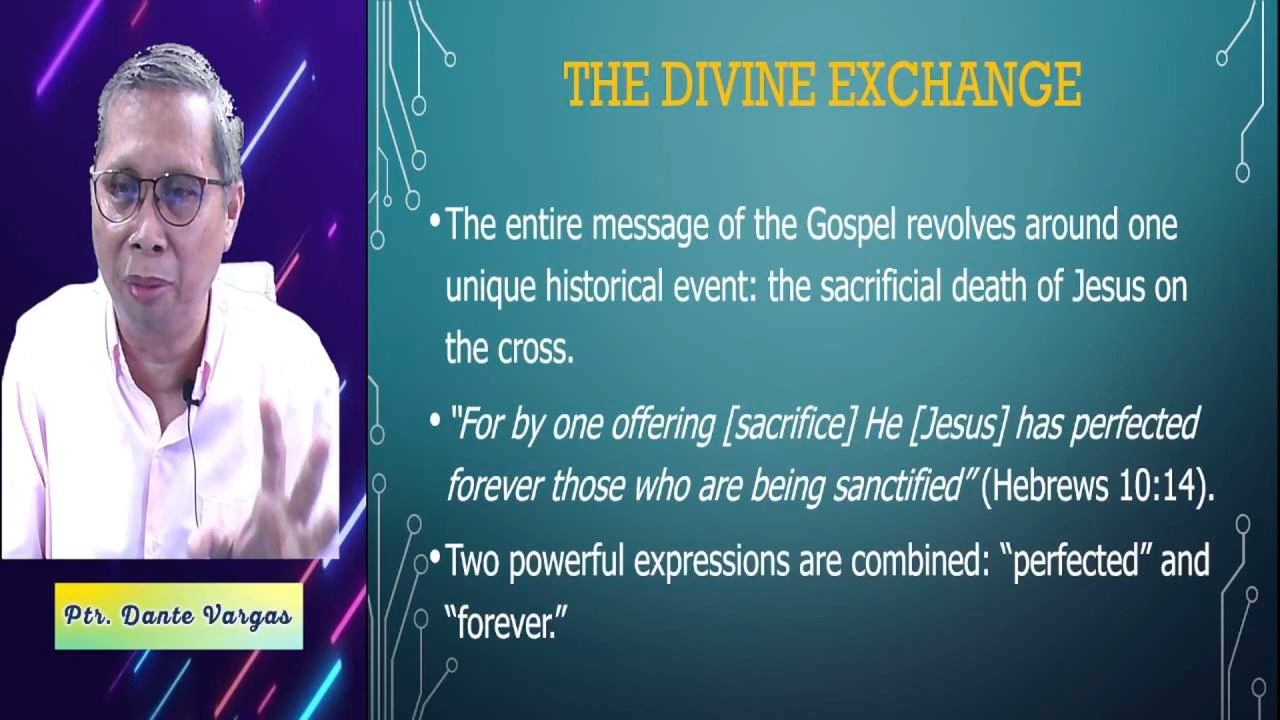 THE DIVINE EXCHANGE
• The entire message of the Gospel revolves around one
unique historical event: the sacrificial death of Jesus on
the cross.
• “For by one offering [sacrifice] He [Jesus] has perfected
forever those who are being sanctified” (Hebrews 10:14).
• Two powerful expressions are combined: “perfected” and
“forever.”
Ptr. Dante Vargas